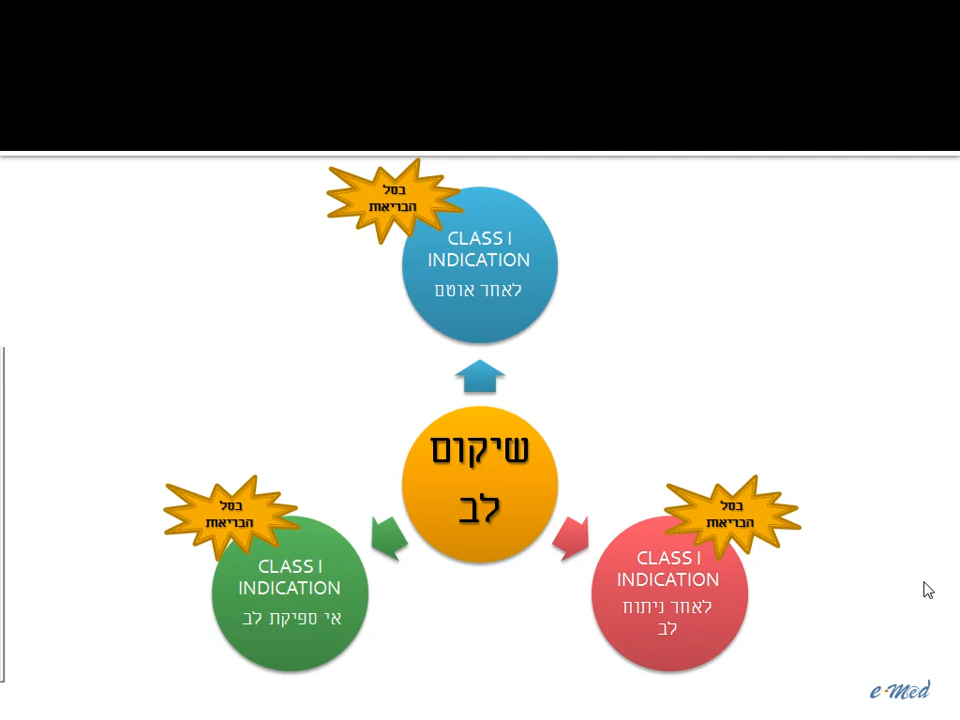 בסל
הבריאות
CLASS I
INDICATION
לאחר אוטם
שיקום
לב
בסל
הבריאות
CLASS I
INDICATION
לאחר ניתוח
לב
בסל
הבריאות
CLASS I
INDICATION
אי ספיקת לב
e-Med